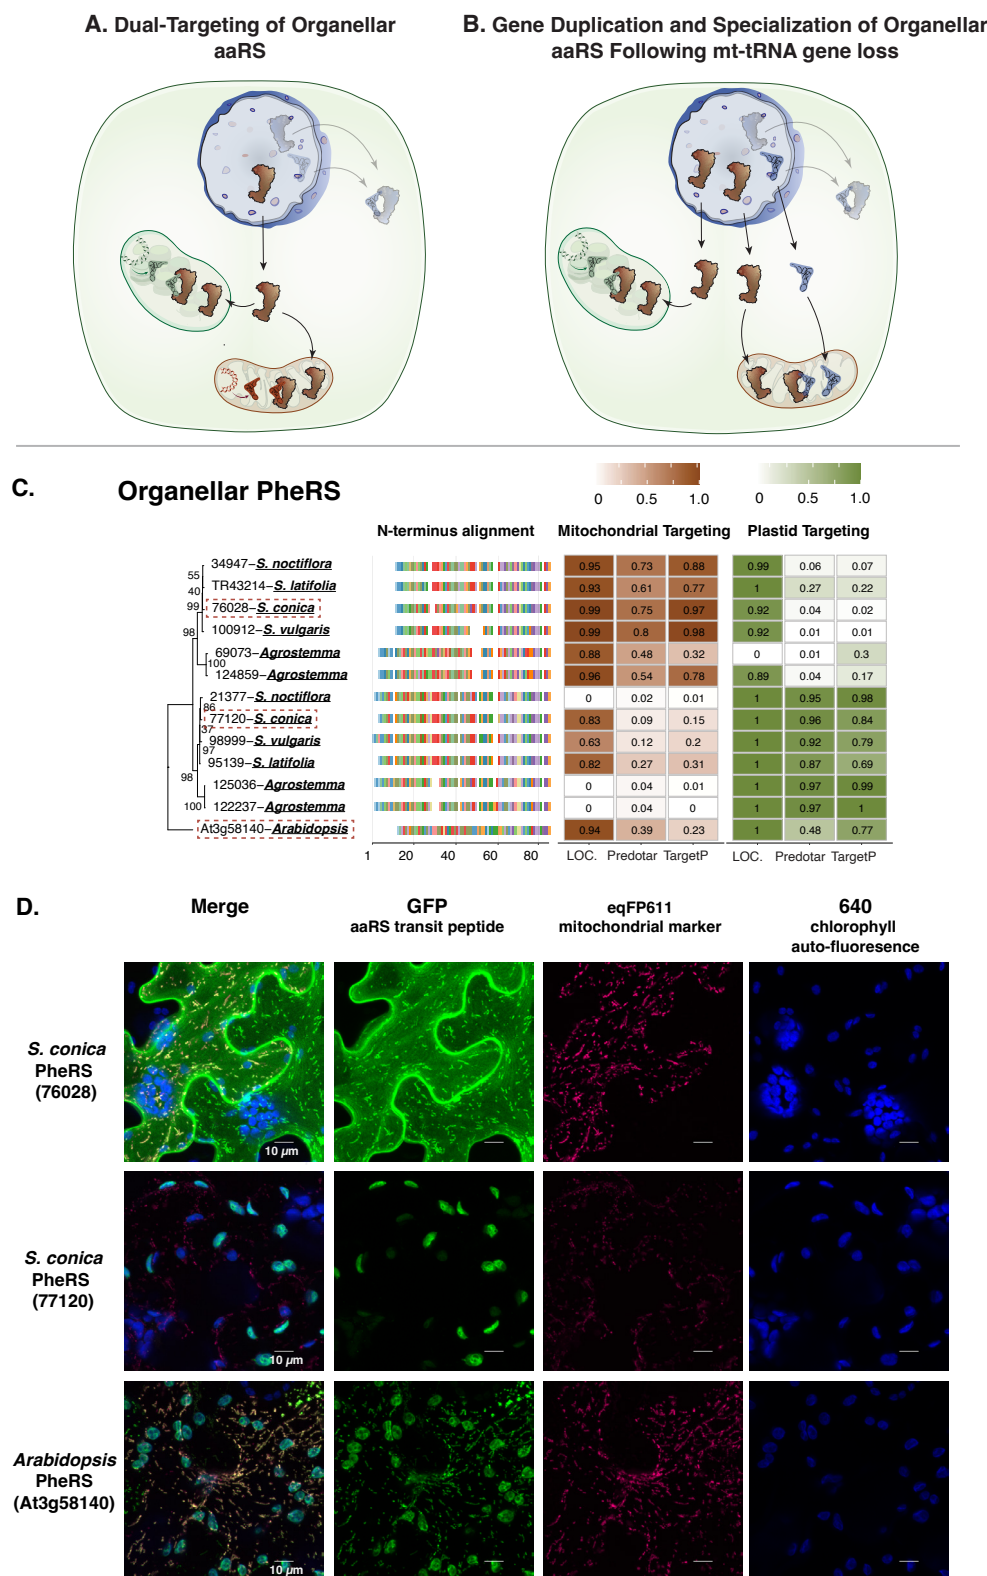 A. Dual-Targeting of Organellar
aaRS
B. Gene Duplication and Specialization of Organellar
aaRS Following mt-tRNA gene loss
C.
Organellar PheRS
0 0.5 1.0
0 0.5 1.0
N-terminus alignment
Mitochondrial Targeting
Plastid Targeting
34947–S. noctiflora 0.95 0.73 0.88 0.99 0.06 0.07
TR43214–S. latifolia 0.93 0.61 0.77 1 0.27 0.22
76028–S. conica 0.99 0.75 0.97 0.92 0.04 0.02
100912–S. vulgaris 0.99 0.8 0.98 0.92 0.01 0.01
69073–Agrostemma 0.88 0.48 0.32 0 0.01 0.3
124859–Agrostemma 0.96 0.54 0.78 0.89 0.04 0.17
21377–S. noctiflora 0 0.02 0.01 1 0.95 0.98
77120–S. conica 0.83 0.09 0.15 1 0.96 0.84
98999–S. vulgaris 0.63 0.12 0.2 1 0.92 0.79
95139–S. latifolia 0.82 0.27 0.31 1 0.87 0.69
125036–Agrostemma 0 0.04 0.01 1 0.97 0.99
122237–Agrostemma 0 0.04 0 1 0.97 1
At3g58140–Arabidopsis 0.94 0.39 0.23 1 0.48 0.77
55
40
99
98
100
86
37
97
98
100
1 20 40 60 80
LOC. Predotar TargetP
LOC. Predotar TargetP
D.
Merge
GFP
aaRS transit peptide
eqFP611
mitochondrial marker
640
chlorophyll
auto-fluoresence
S. conica
PheRS
(76028)
10 µm
S. conica
PheRS
(77120)
10 µm
Arabidopsis
PheRS
(At3g58140)
10 µm